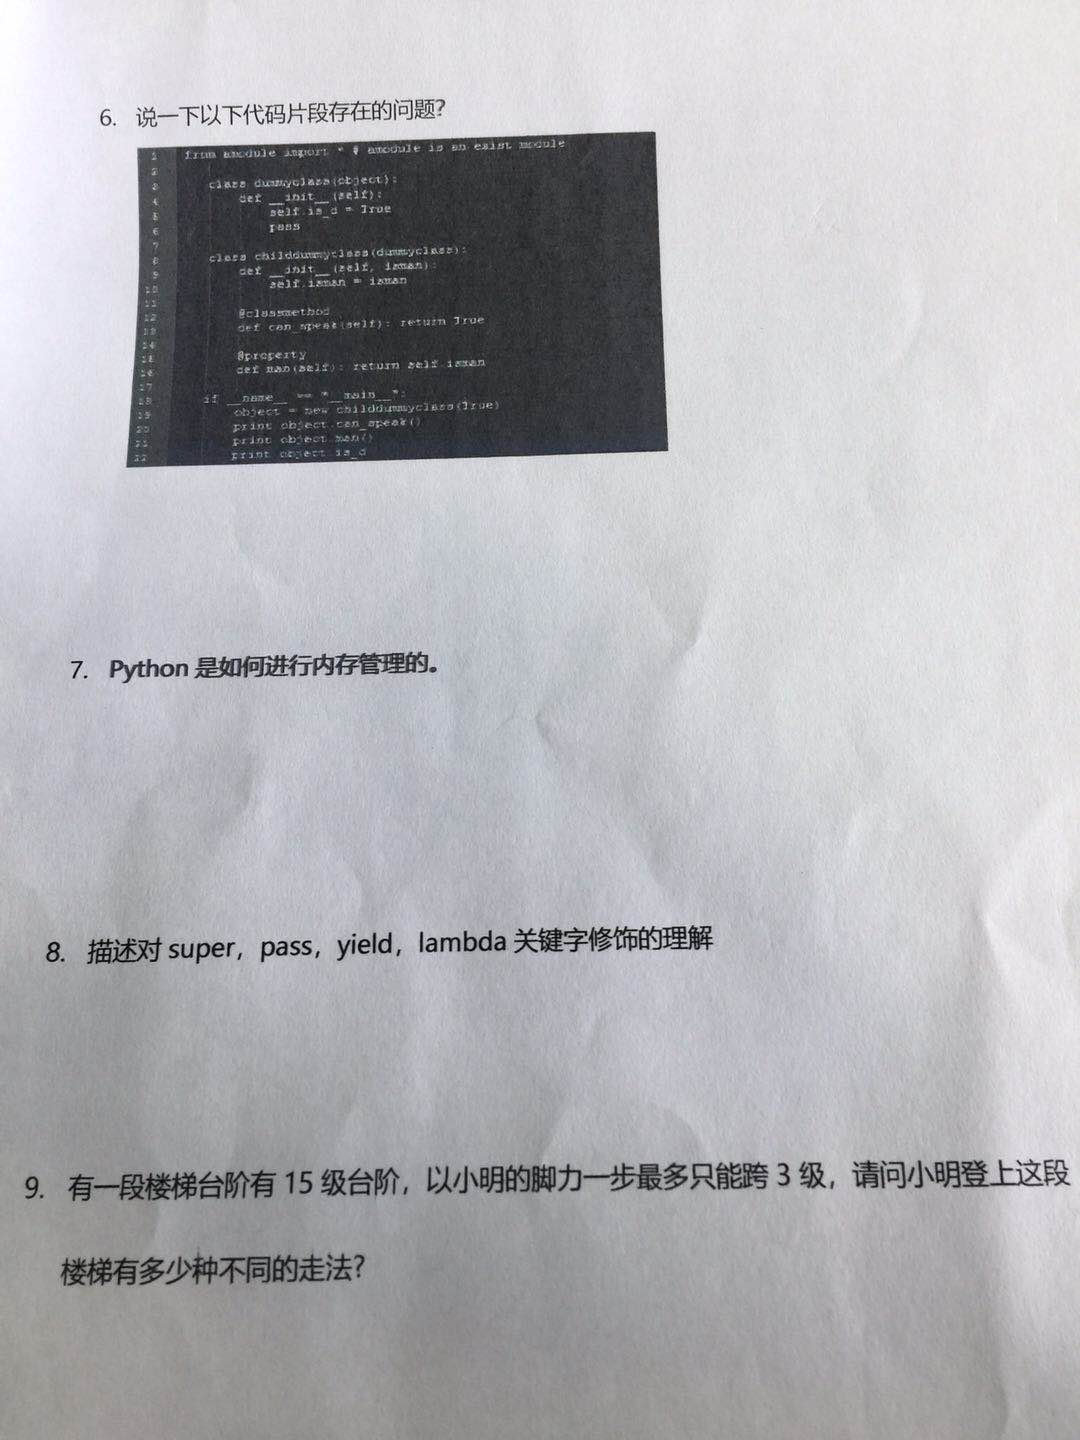 6. 说一下以下代码片段存在的问题?
1 from amodule import * # amodule is an exist module
2
3 class dummyclass(object):
4 def __init__(self):
5 self.is_d = True
6 pass
7
8 class childdummyclass(dummyclass):
9 def __init__(self, isman):
10 self.isman = isman
11
12 @classmethod
13 def can_speak(self): return True
14
15 @property
16 def man(self): return self.isman
17
18 if __name__ == "__main__":
19 object = new childdummyclass(True)
20 print object.can_speak()
21 print object.man()
22 print object.is_d
7. Python 是如何进行内存管理的。
8. 描述对 super，pass，yield，lambda 关键字修饰的理解
9. 有一段楼梯台阶有 15 级台阶，以小明的脚力一步最多只能跨 3 级，请问小明登上这段
楼梯有多少种不同的走法?